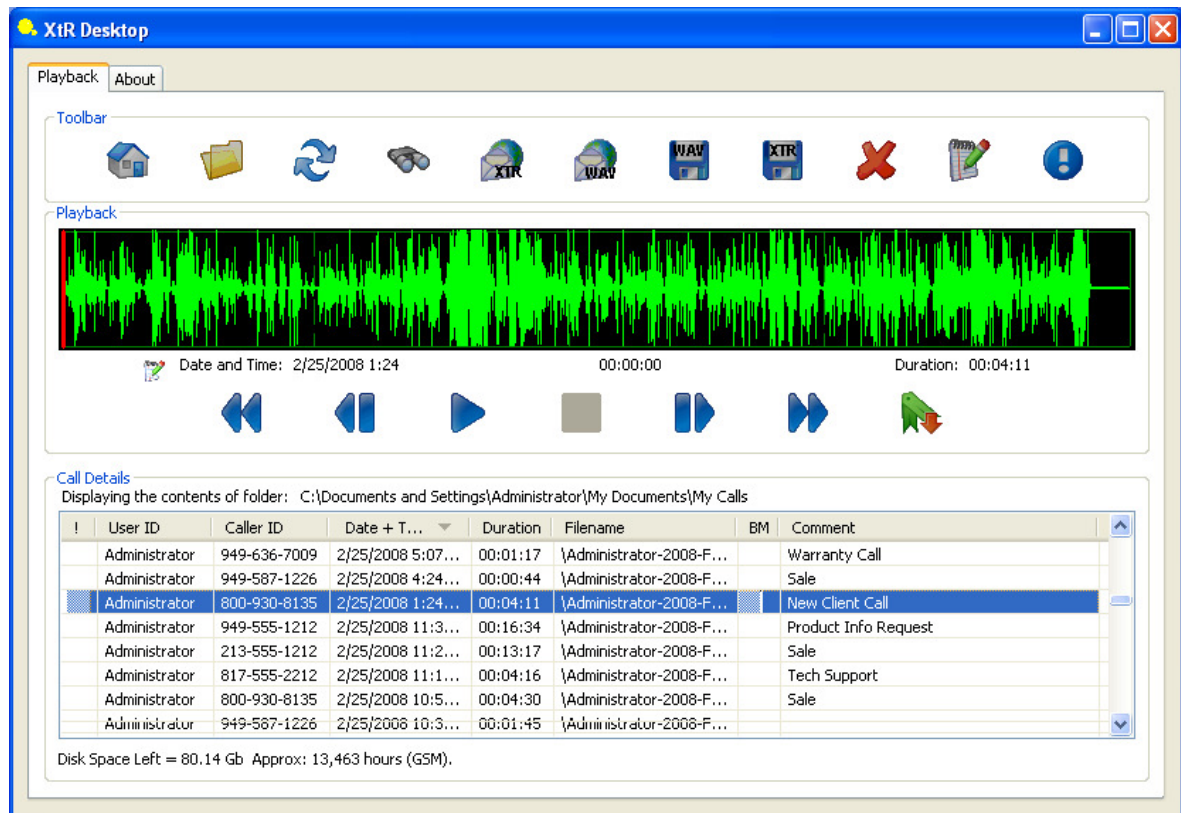 XtR Desktop
Playback About
Toolbar
XTR WAV WAV XTR
Playback
Date and Time: 2/25/2008 1:24 00:00:00 Duration: 00:04:11
Call Details
Displaying the contents of folder: C:\Documents and Settings\Administrator\My Documents\My Calls
! User ID Caller ID Date + T... Duration Filename BM Comment
Administrator 949-636-7009 2/25/2008 5:07... 00:01:17 \Administrator-2008-F... Warranty Call
Administrator 949-587-1226 2/25/2008 4:24... 00:00:44 \Administrator-2008-F... Sale
Administrator 800-930-8135 2/25/2008 1:24... 00:04:11 \Administrator-2008-F... New Client Call
Administrator 949-555-1212 2/25/2008 11:3... 00:16:34 \Administrator-2008-F... Product Info Request
Administrator 213-555-1212 2/25/2008 11:2... 00:13:17 \Administrator-2008-F... Sale
Administrator 817-555-2212 2/25/2008 11:1... 00:04:16 \Administrator-2008-F... Tech Support
Administrator 800-930-8135 2/25/2008 10:5... 00:04:30 \Administrator-2008-F... Sale
Administrator 949-587-1226 2/25/2008 10:3... 00:01:45 \Administrator-2008-F...
Disk Space Left = 80.14 Gb Approx: 13,463 hours (GSM).